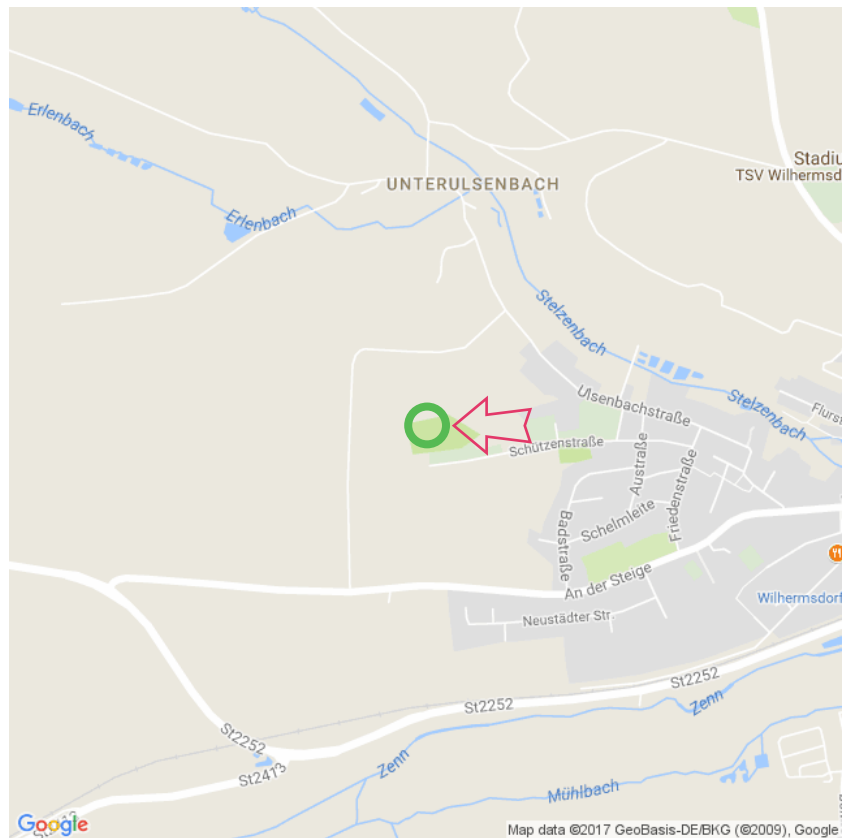 Erlenbach
Stadiu
TSV Wilhermsd
UNTERULSENBACH
Erlenbach
Stelzenbach
Ulsenbachstraße
Stelzenbach
Flurst
Schützenstraße
Austraße
Friedenstraße
Badstraße
Schelmleite
An der Steige
Wilhermsdorf
Neustädter Str.
St2252
St2252
Zenn
St2252
Zenn
St2413
Mühlbach
Google
Map data ©2017 GeoBasis-DE/BKG (©2009), Google